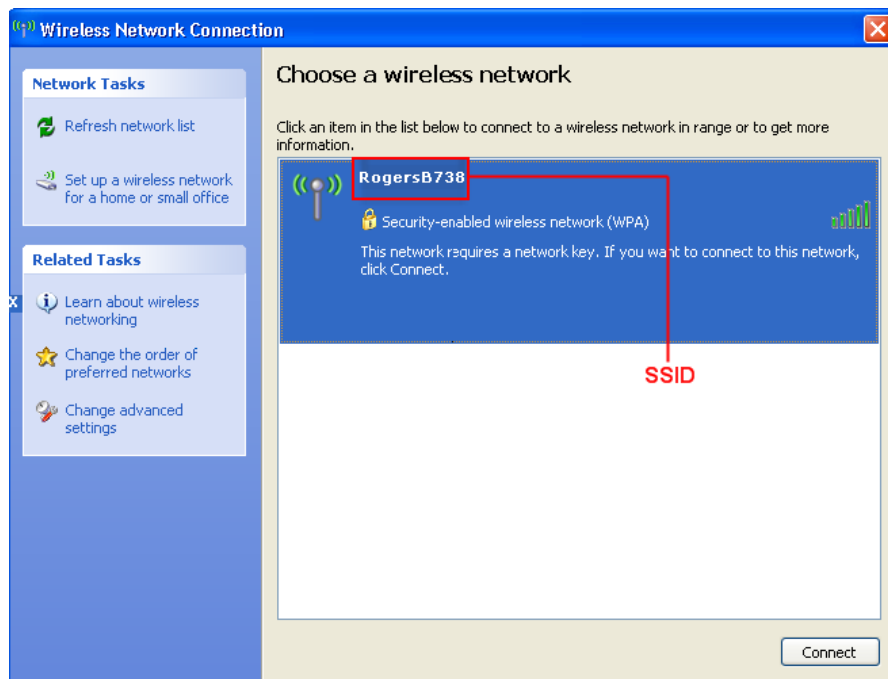 Wireless Network Connection
Network Tasks
Refresh network list
Set up a wireless network
for a home or small office
Related Tasks
Learn about wireless
networking
Change the order of
preferred networks
Change advanced
settings
Choose a wireless network
Click an item in the list below to connect to a wireless network in range or to get more
information.
RogersB738
Security-enabled wireless network (WPA)
This network requires a network key. If you want to connect to this network,
click Connect.
SSID
Connect